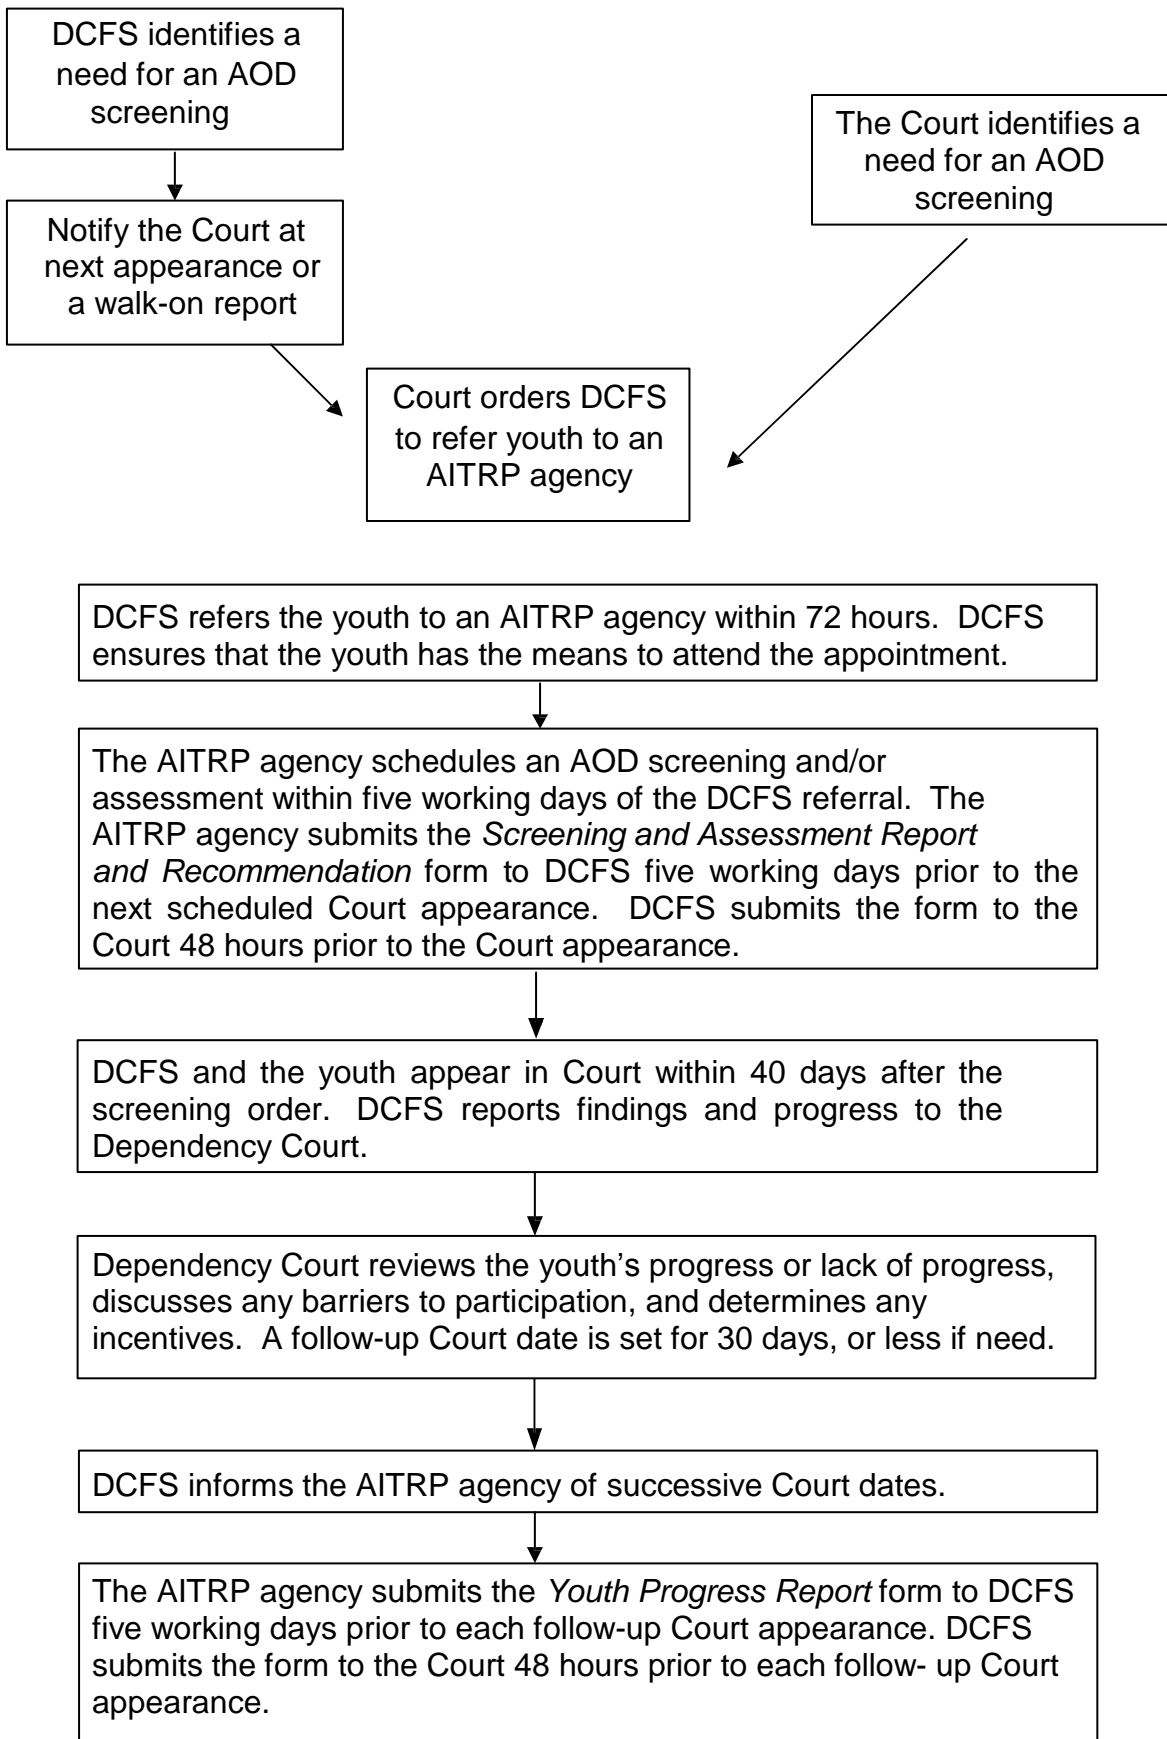 DCFS identifies a
need for an AOD
screening
The Court identifies a
need for an AOD
screening
Notify the Court at
next appearance or
a walk-on report
Court orders DCFS
to refer youth to an
AITRP agency
DCFS refers the youth to an AITRP agency within 72 hours.  DCFS
ensures that the youth has the means to attend the appointment.
The AITRP agency schedules an AOD screening and/or
assessment within five working days of the DCFS referral.  The
AITRP agency submits the Screening and Assessment Report
and Recommendation form to DCFS five working days prior to the
next scheduled Court appearance.  DCFS submits the form to the
Court 48 hours prior to the Court appearance.
DCFS and the youth appear in Court within 40 days after the
screening order.  DCFS reports findings and progress to the
Dependency Court.
Dependency Court reviews the youth’s progress or lack of progress,
discusses any barriers to participation, and determines any
incentives.  A follow-up Court date is set for 30 days, or less if need.
DCFS informs the AITRP agency of successive Court dates.
The AITRP agency submits the Youth Progress Report form to DCFS
five working days prior to each follow-up Court appearance. DCFS
submits the form to the Court 48 hours prior to each follow- up Court
appearance.